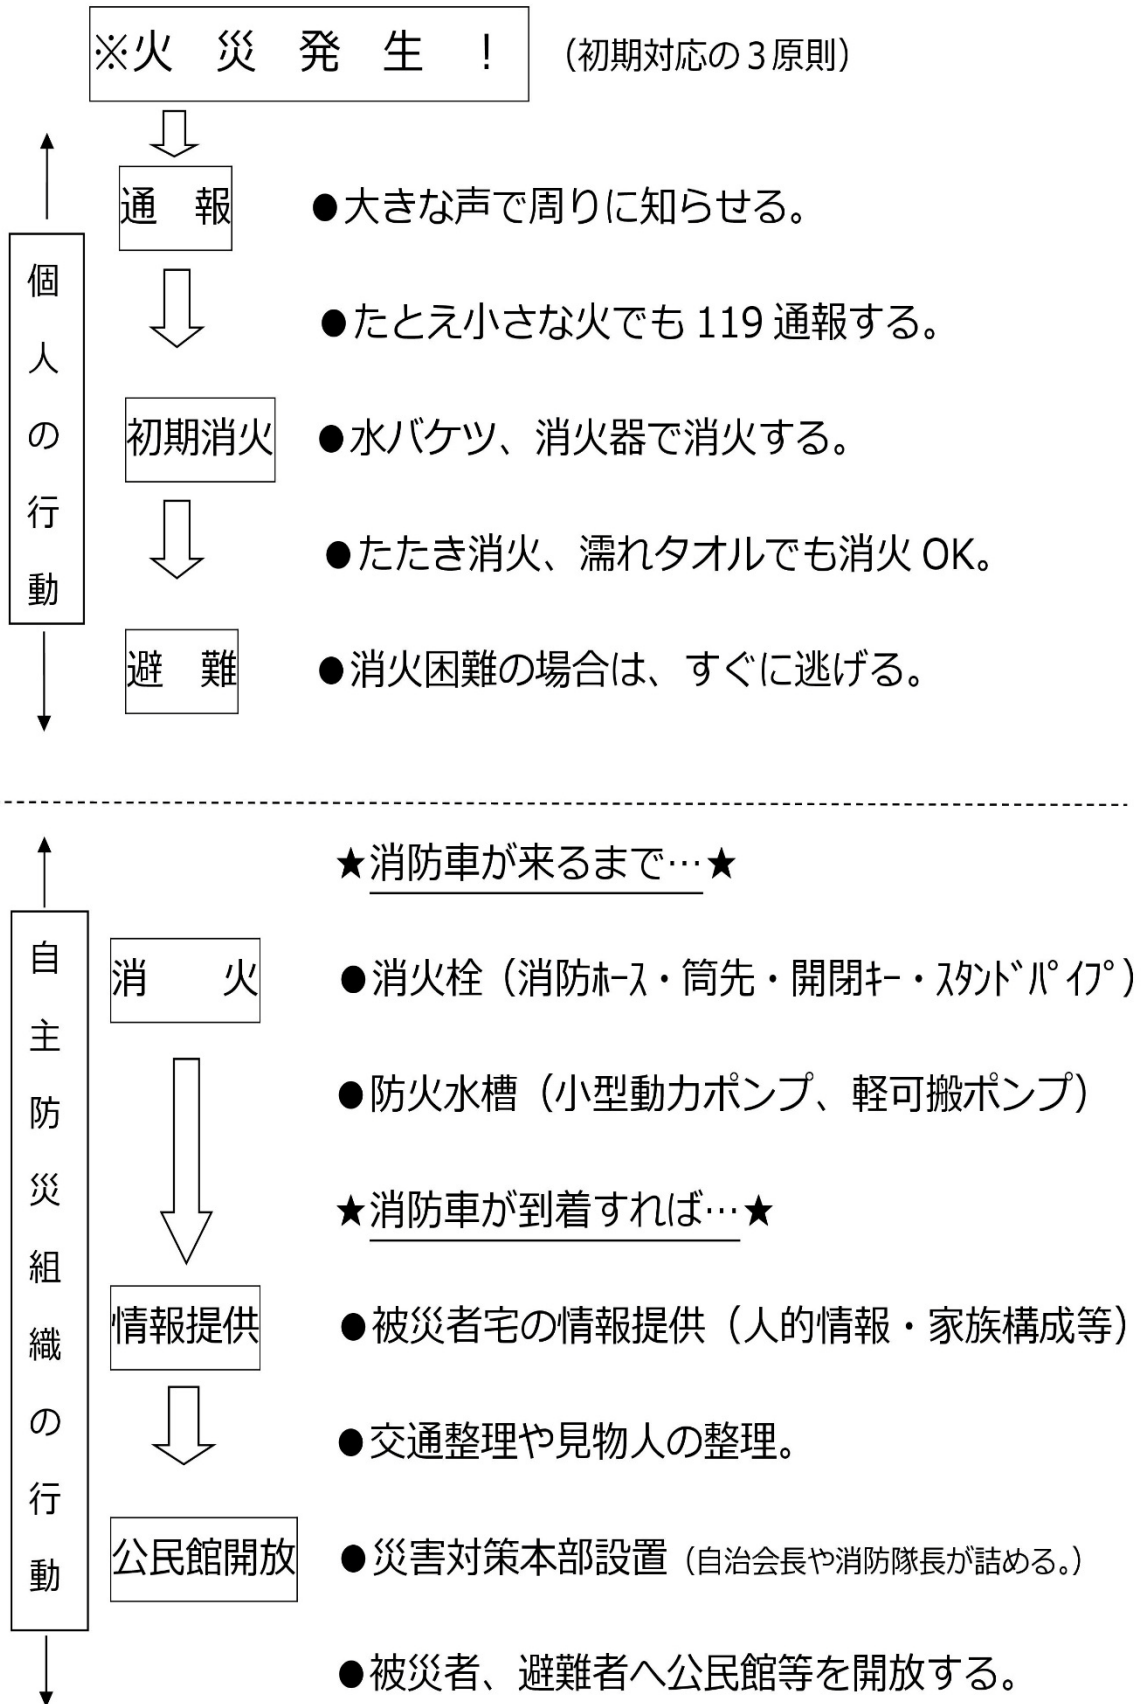 ※火　災　発　生　！ （初期対応の３原則）
通　報 ●大きな声で周りに知らせる。
●たとえ小さな火でも 119 通報する。
個人の行動
初期消火 ●水バケツ、消火器で消火する。
●たたき消火、濡れタオルでも消火 OK。
避　難 ●消火困難の場合は、すぐに逃げる。
★消防車が来るまで…★
自主防災組織の行動
消　　火 ●消火栓（消防ﾎｰｽ・筒先・開閉ｷｰ・ｽﾀﾝﾄﾞﾊﾟｲﾌﾟ）
●防火水槽（小型動力ポンプ、軽可搬ポンプ）
★消防車が到着すれば…★
情報提供 ●被災者宅の情報提供（人的情報・家族構成等）
●交通整理や見物人の整理。
公民館開放 ●災害対策本部設置（自治会長や消防隊長が詰める。）
●被災者、避難者へ公民館等を開放する。